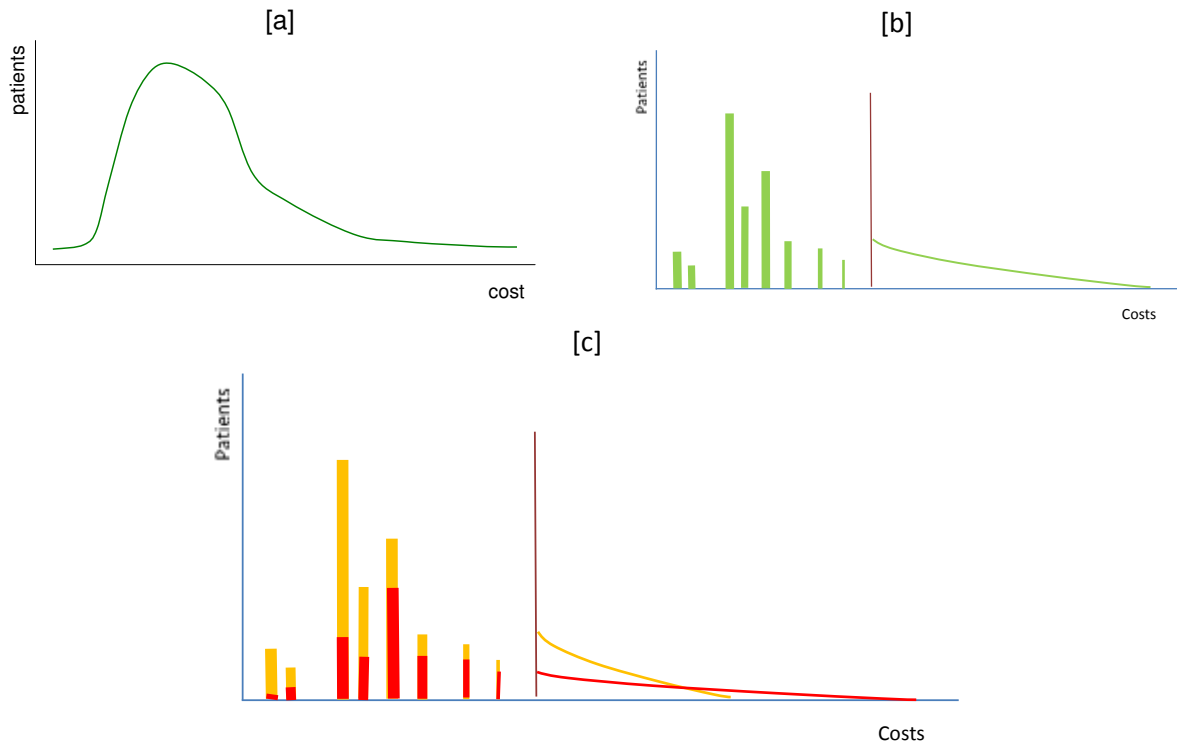 [a]
patients
cost
[b]
Patients
Costs
[c]
Patients
Costs